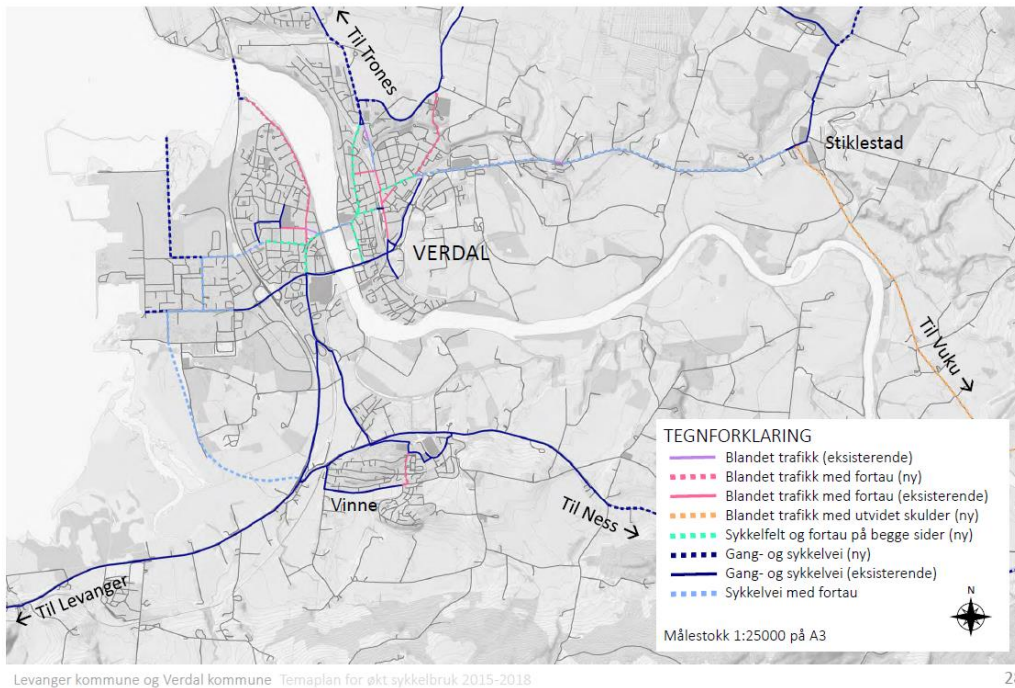 ← Til Trones
Stiklestad
VERDAL
Til Vuku →
Vinne
Til Ness →
← Til Levanger
TEGNFORKLARING
Blandet trafikk (eksisterende)
Blandet trafikk med fortau (ny)
Blandet trafikk med fortau (eksisterende)
Blandet trafikk med utvidet skulder (ny)
Sykkelfelt og fortau på begge sider (ny)
Gang- og sykkelvei (ny)
Gang- og sykkelvei (eksisterende)
Sykkelvei med fortau
N
Målestokk 1:25000 på A3
Levanger kommune og Verdal kommune Temaplan for økt sykkelbruk 2015-2018
28